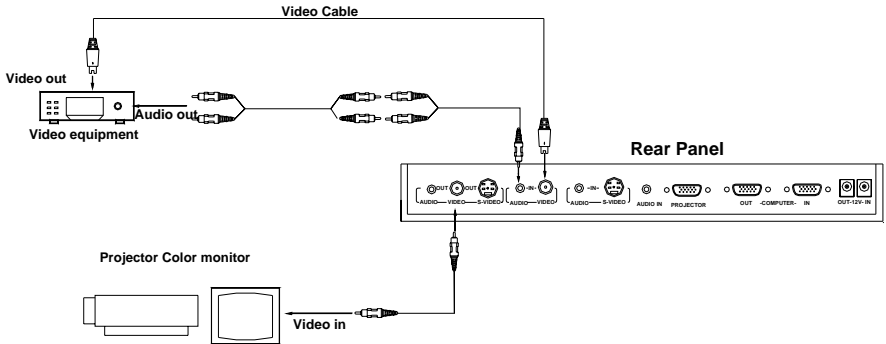 Video Cable
Video out
Audio out
Video equipment
Rear Panel
OUT OUT -IN- -IN-
AUDIO VIDEO S-VIDEO AUDIO VIDEO AUDIO S-VIDEO AUDIO IN PROJECTOR OUT -COMPUTER- IN OUT-12V- IN
Projector Color monitor
Video in